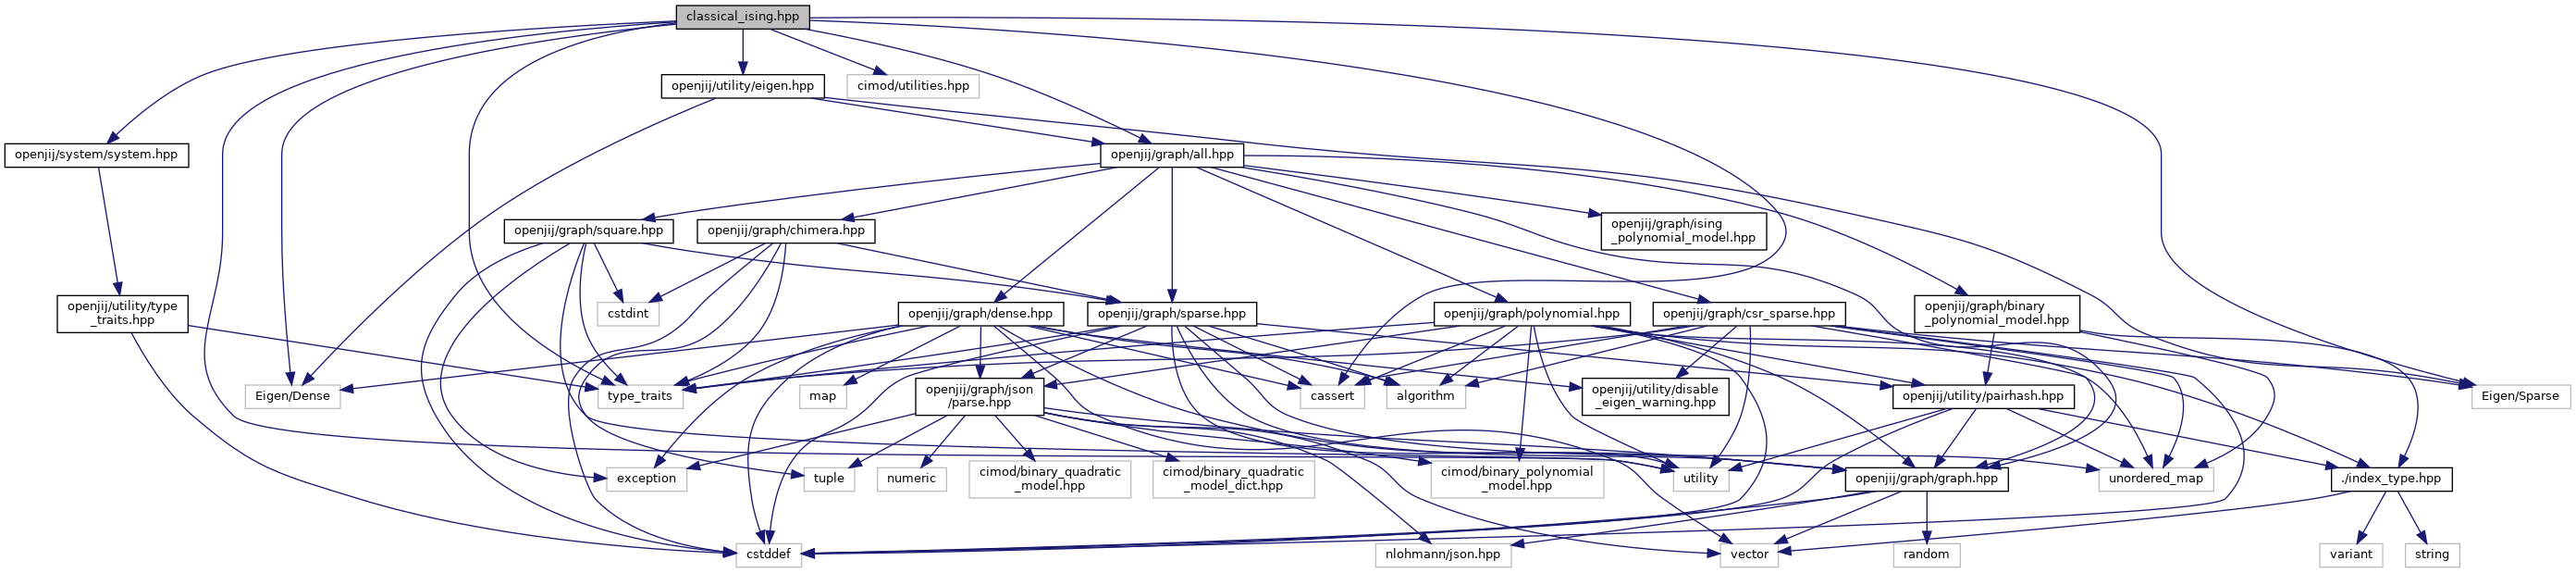 classical_ising.hpp
openjij/utility/eigen.hpp
cimod/utilities.hpp
openjij/system/system.hpp
openjij/graph/all.hpp
openjij/graph/square.hpp
openjij/graph/chimera.hpp
openjij/graph/ising
_polynomial_model.hpp
openjij/utility/type
_traits.hpp
cstdint
openjij/graph/dense.hpp
openjij/graph/sparse.hpp
openjij/graph/polynomial.hpp
openjij/graph/csr_sparse.hpp
openjij/graph/binary
_polynomial_model.hpp
Eigen/Dense
type_traits
map
openjij/graph/json
/parse.hpp
cassert
algorithm
openjij/utility/disable
_eigen_warning.hpp
openjij/utility/pairhash.hpp
Eigen/Sparse
exception
tuple
numeric
cimod/binary_quadratic
_model.hpp
cimod/binary_quadratic
_model_dict.hpp
cimod/binary_polynomial
_model.hpp
utility
openjij/graph/graph.hpp
unordered_map
./index_type.hpp
cstddef
nlohmann/json.hpp
vector
random
variant
string